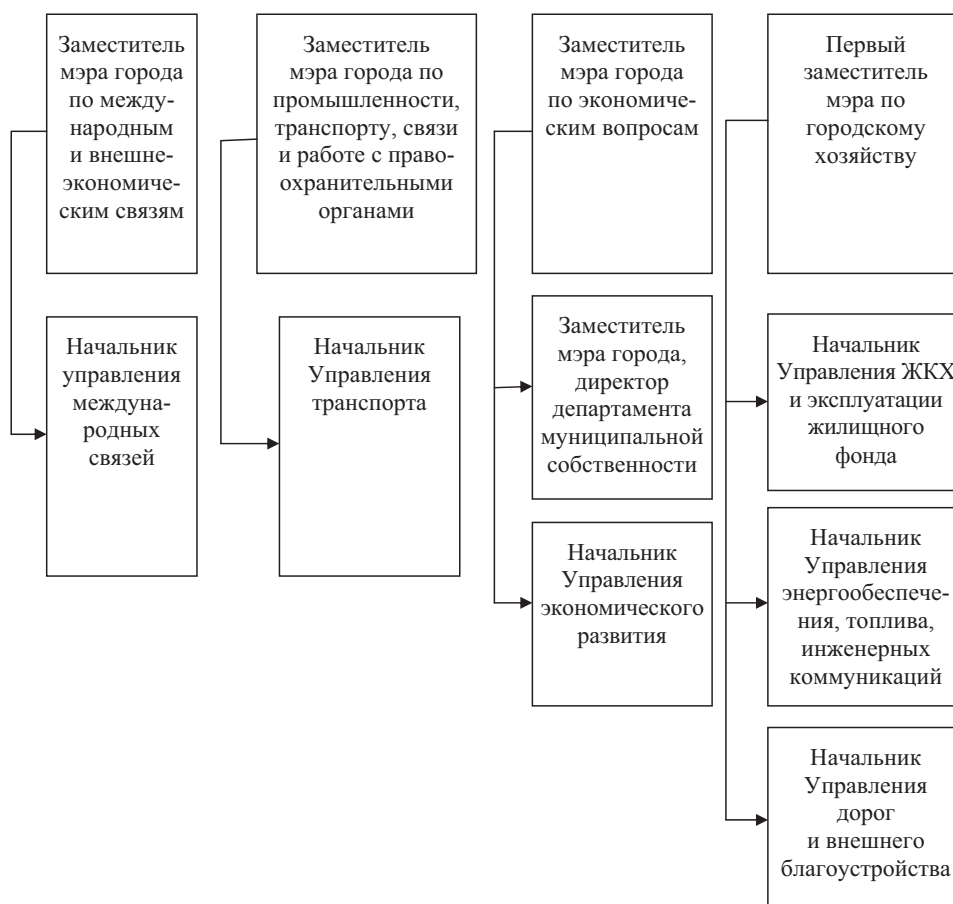 Заместитель
мэра города
по между-
народным
и внешне-
экономиче-
ским связям
Заместитель
мэра города по
промышленности,
транспорту, связи
и работе с право-
охранительными
органами
Заместитель
мэра города
по экономиче-
ским вопросам
Первый
заместитель
мэра по
городскому
хозяйству
Начальник
управления
междуна-
родных
связей
Начальник
Управления
транспорта
Заместитель
мэра города,
директор
департамента
муниципальной
собственности
Начальник
Управления ЖКХ
и эксплуатации
жилищного
фонда
Начальник
Управления
экономического
развития
Начальник
Управления
энергообеспече-
ния, топлива,
инженерных
коммуникаций
Начальник
Управления
дорог
и внешнего
благоустройства